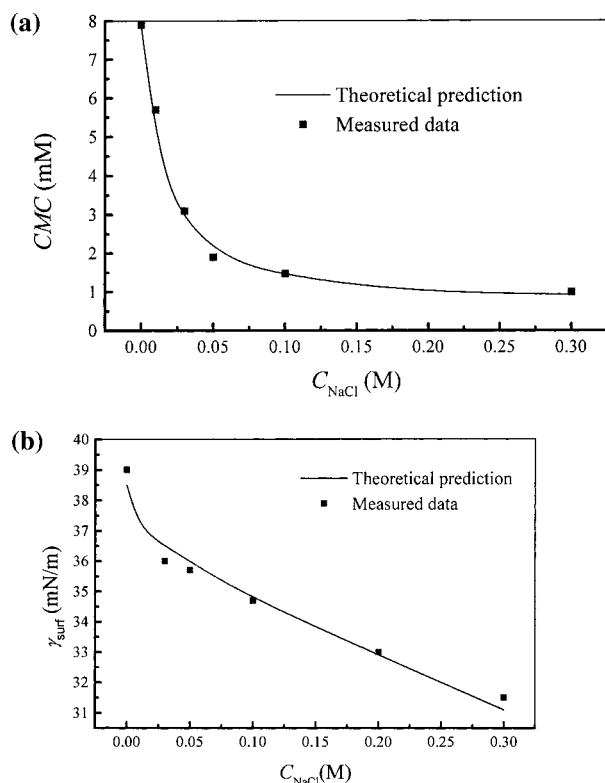 (a)
8
7
6
5
4
3
2
1
0
CMC (mM)
Theoretical prediction
Measured data
0.00 0.05 0.10 0.15 0.20 0.25 0.30
C_NaCl (M)
(b)
40
39
38
37
36
35
34
33
32
31
γsurf (mN/m)
Theoretical prediction
Measured data
0.00 0.05 0.10 0.15 0.20 0.25 0.30
C_NaCl(M)